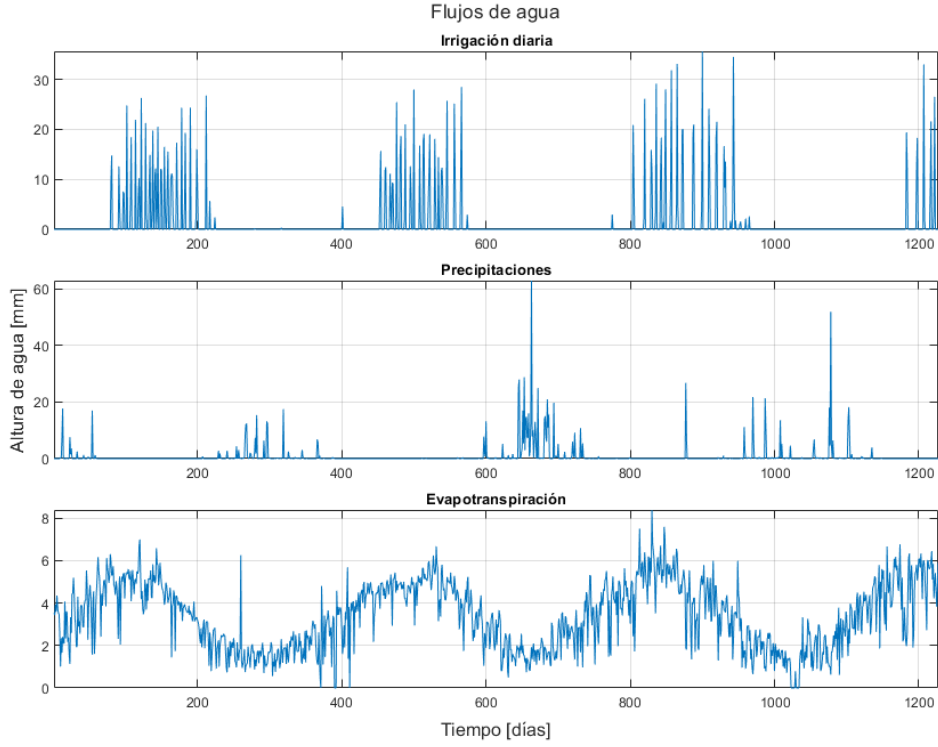 Flujos de agua
Irrigación diaria
30
20
10
0
200 400 600 800 1000 1200
Precipitaciones
Altura de agua [mm]
60
40
20
0
200 400 600 800 1000 1200
Evapotranspiración
8
6
4
2
0
200 400 600 800 1000 1200
Tiempo [días]